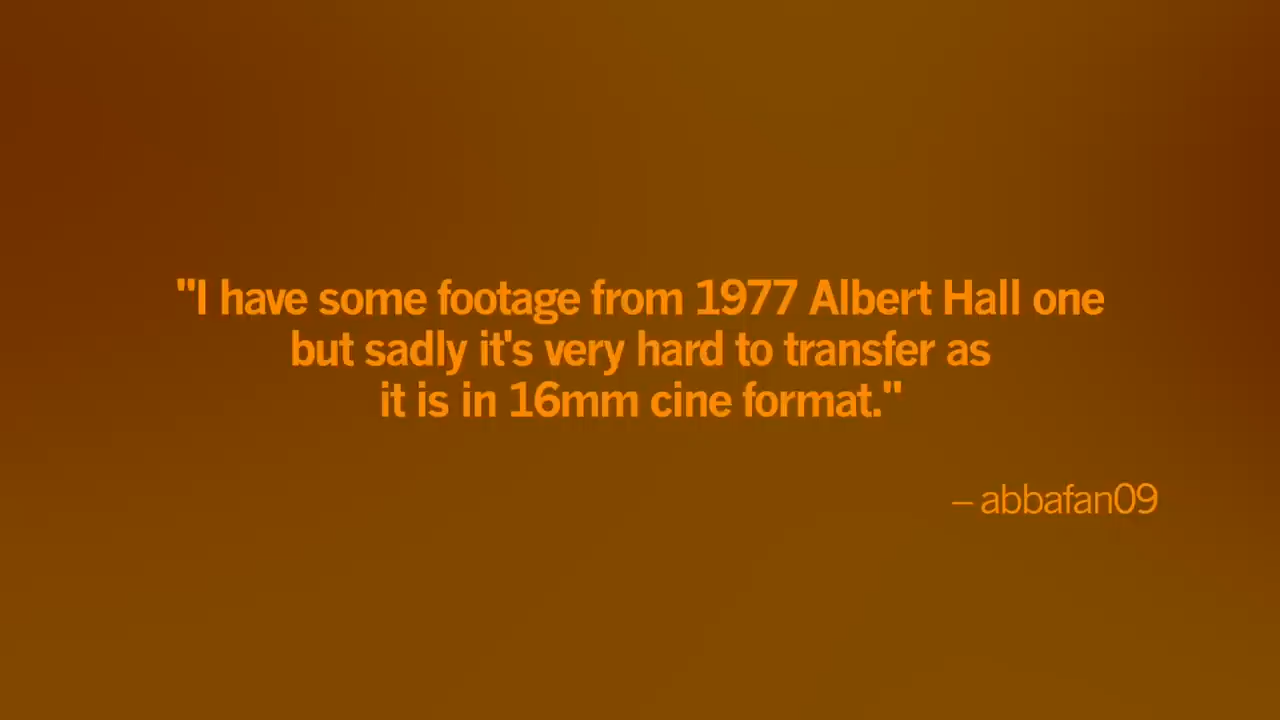 "I have some footage from 1977 Albert Hall one
but sadly it's very hard to transfer as
it is in 16mm cine format."
– abbafan09